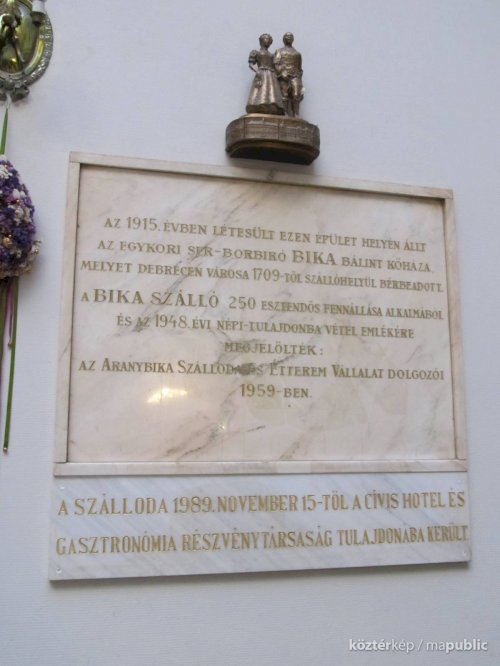 AZ 1915. ÉVBEN LÉTESÜLT EZEN ÉPÜLET HELYÉN ÁLLT
AZ EGYKORI SER-BORBIRÓ BIKA BÁLINT KŐHÁZA,
MELYET DEBRECEN VÁROSA 1709-TŐL SZÁLLÓHELYÜL BÉRBEADOTT.
A BIKA SZÁLLÓ 250 ESZTENDŐS FENNÁLLÁSA ALKALMÁBÓL
ÉS AZ 1948. ÉVI NÉPI-TULAJDONBA VÉTEL EMLÉKÉRE
MEGJELÖLTÉK:
AZ ARANYBIKA SZÁLLODA ÉS ÉTTEREM VÁLLALAT DOLGOZÓI
1959-BEN.
A SZÁLLODA 1989. NOVEMBER 15-TŐL A CÍVIS HOTEL ÉS
GASZTRONÓMIA RÉSZVÉNYTÁRSASÁG TULAJDONÁBA KERÜLT
köztérkép / mapublic